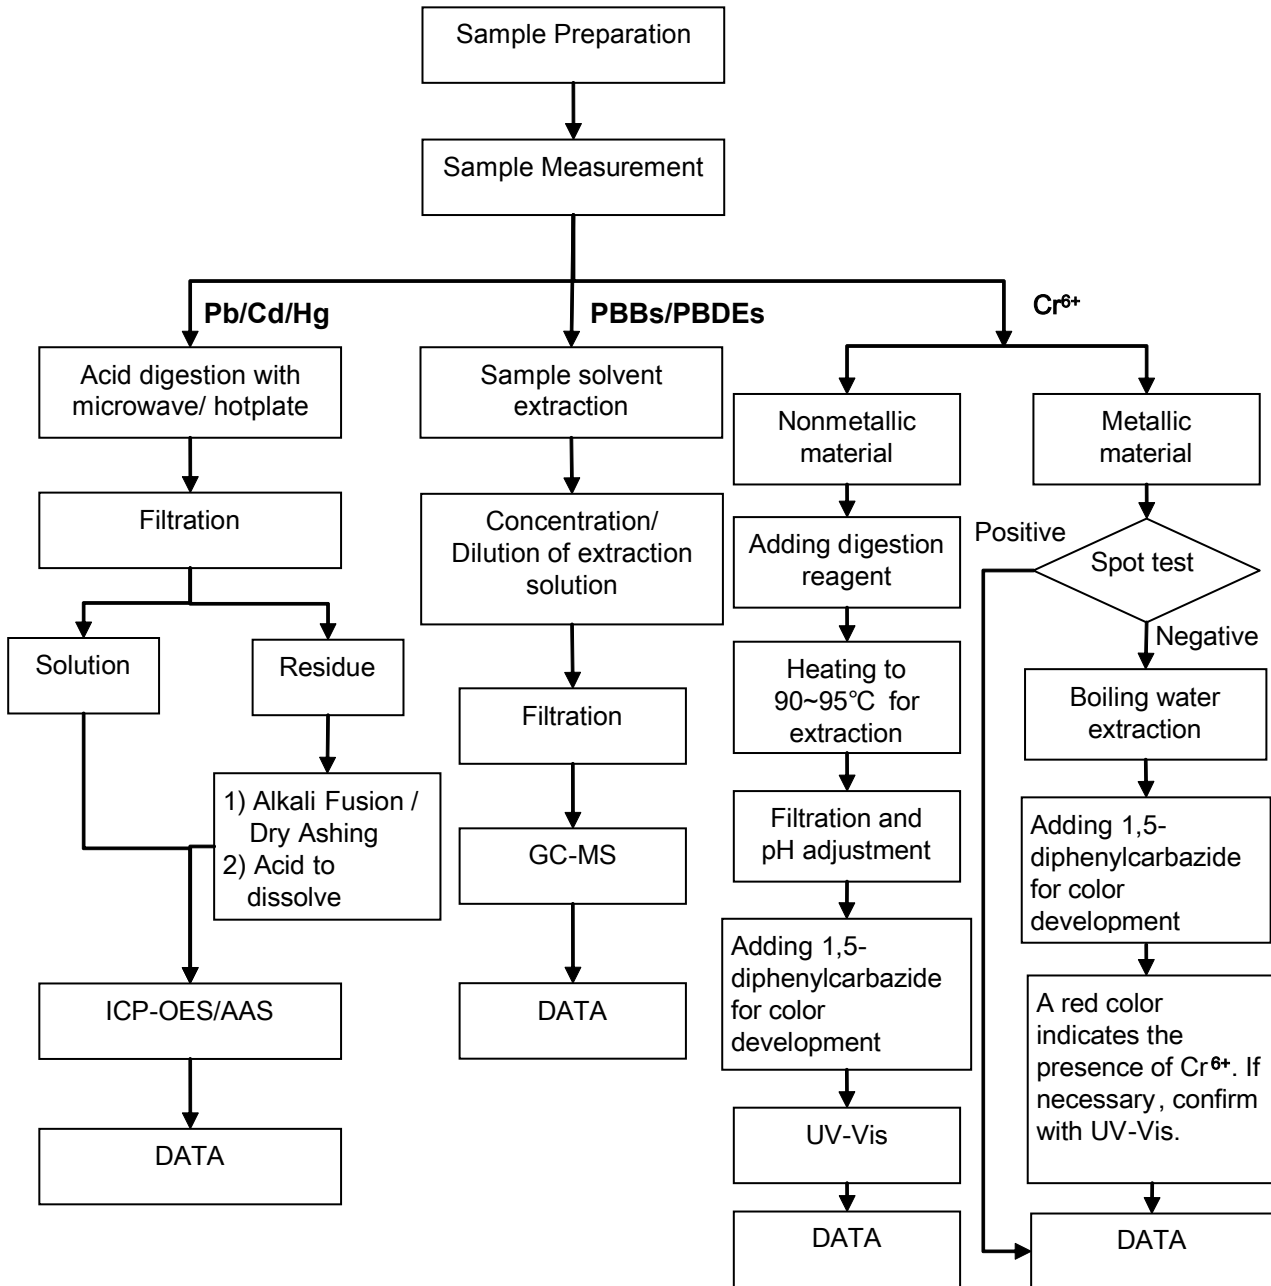 Sample Preparation
Sample Measurement
Pb/Cd/Hg
Acid digestion with
microwave/ hotplate
Filtration
Solution
Residue
1) Alkali Fusion /
Dry Ashing
2) Acid to
dissolve
ICP-OES/AAS
DATA
PBBs/PBDEs
Sample solvent
extraction
Concentration/
Dilution of extraction
solution
Filtration
GC-MS
DATA
Cr⁶⁺
Nonmetallic
material
Adding digestion
reagent
Heating to
90~95℃ for
extraction
Filtration and
pH adjustment
Adding 1,5-
diphenylcarbazide
for color
development
UV-Vis
DATA
Metallic
material
Positive
Spot test
Negative
Boiling water
extraction
Adding 1,5-
diphenylcarbazide
for color
development
A red color
indicates the
presence of Cr⁶⁺. If
necessary, confirm
with UV-Vis.
DATA